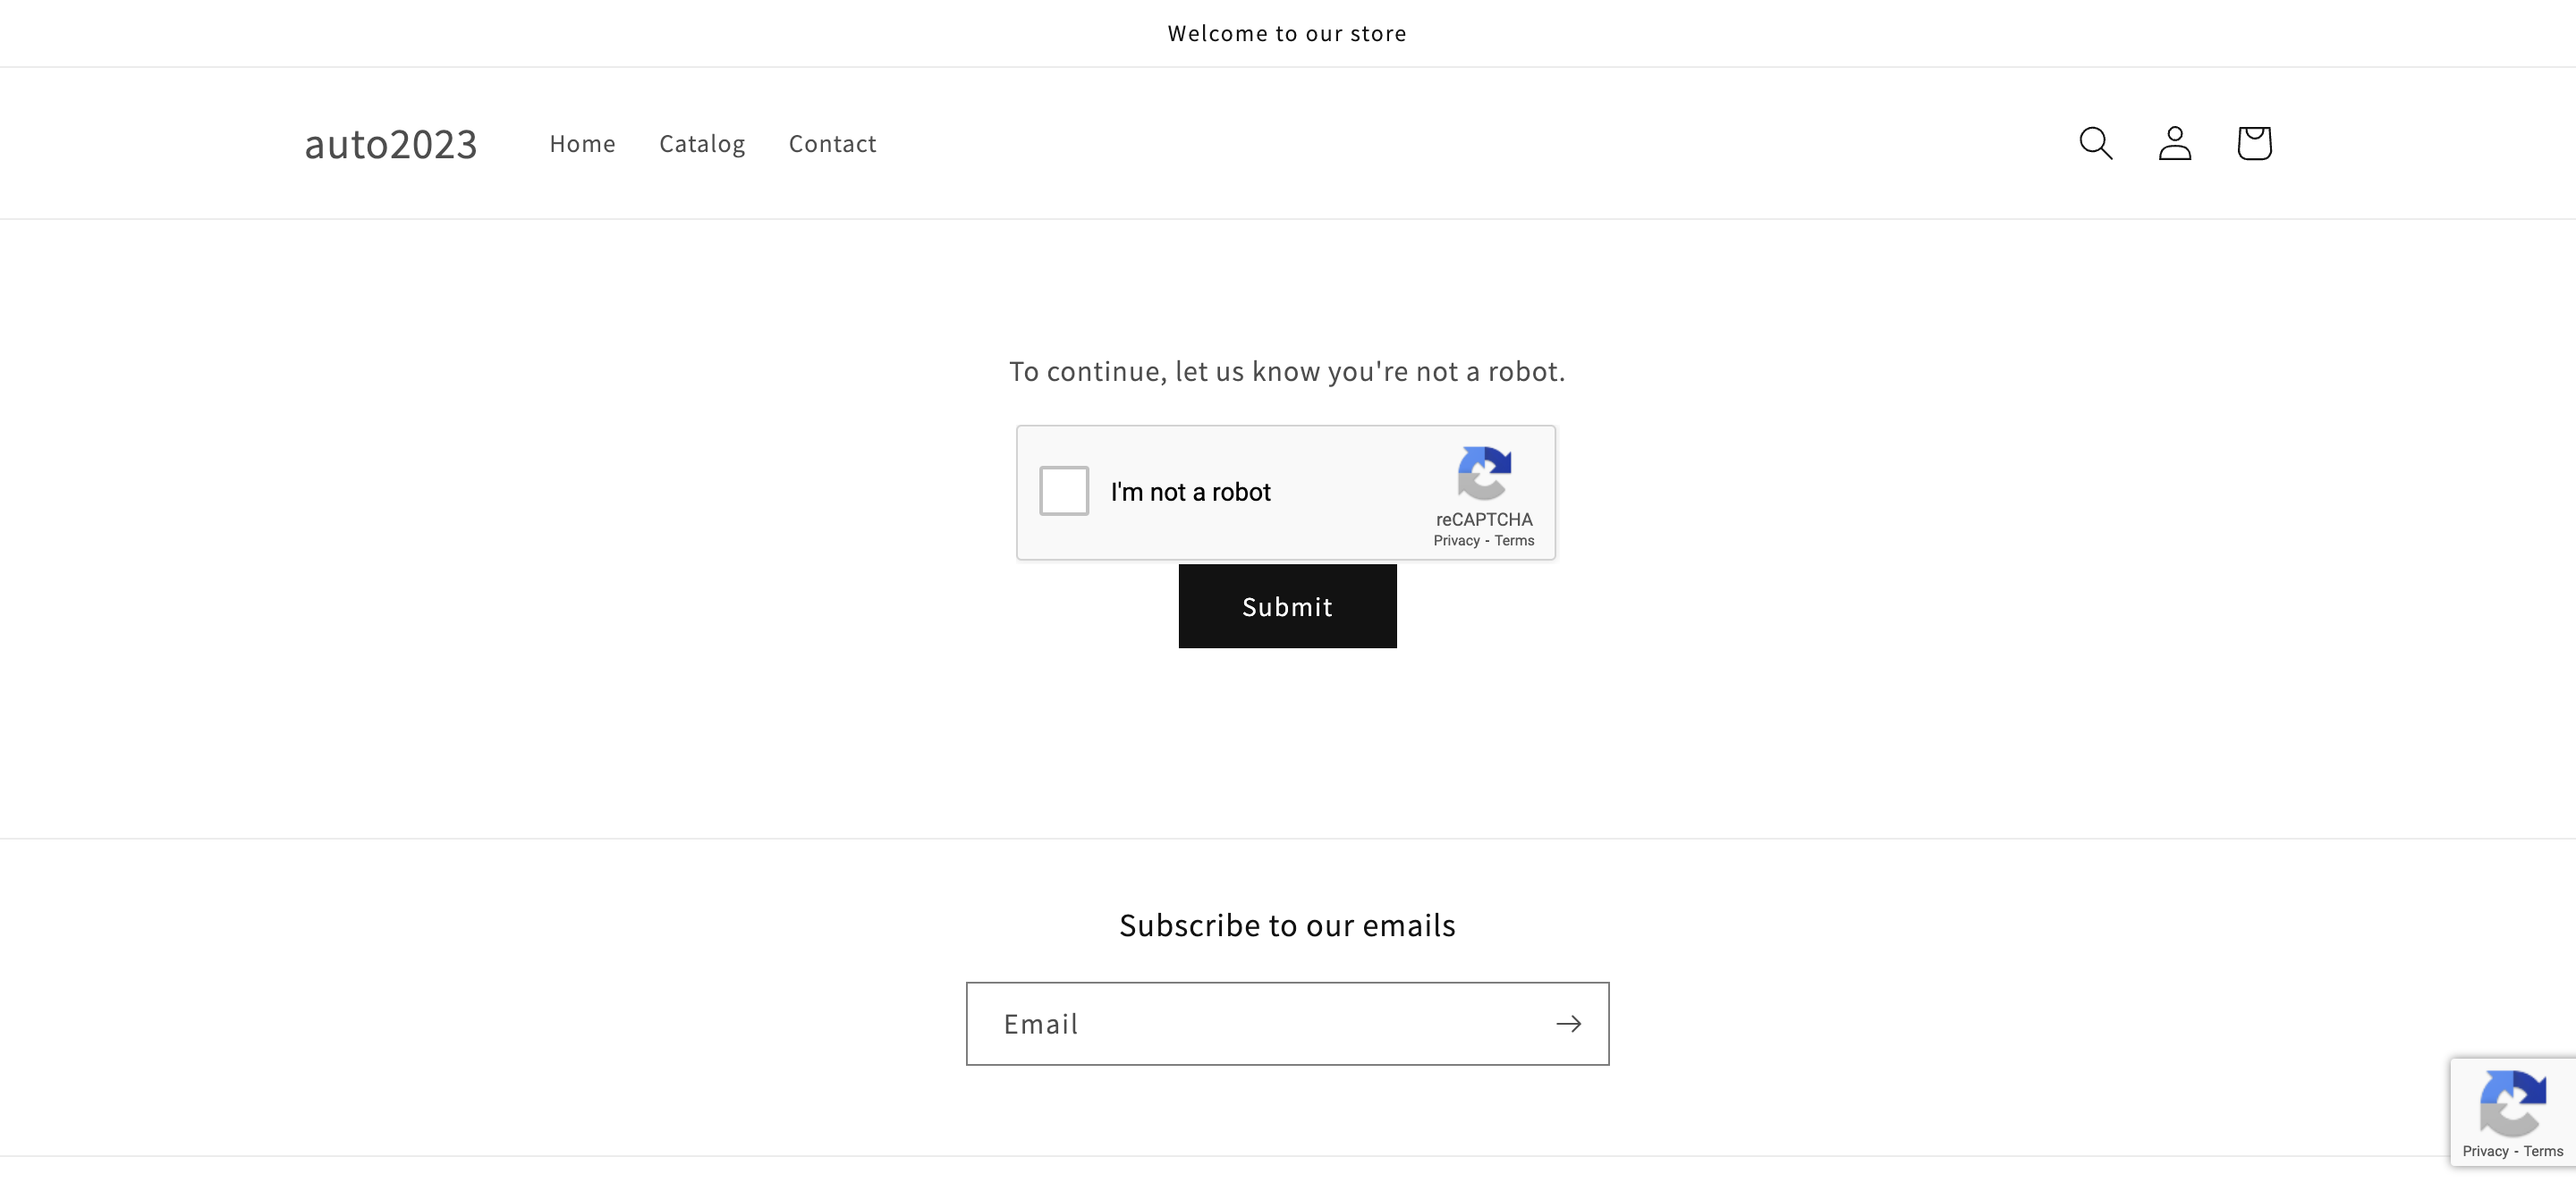 Welcome to our store
auto2023 Home Catalog Contact
To continue, let us know you're not a robot.
I'm not a robot
reCAPTCHA
Privacy - Terms
Submit
Subscribe to our emails
Email
Privacy - Terms